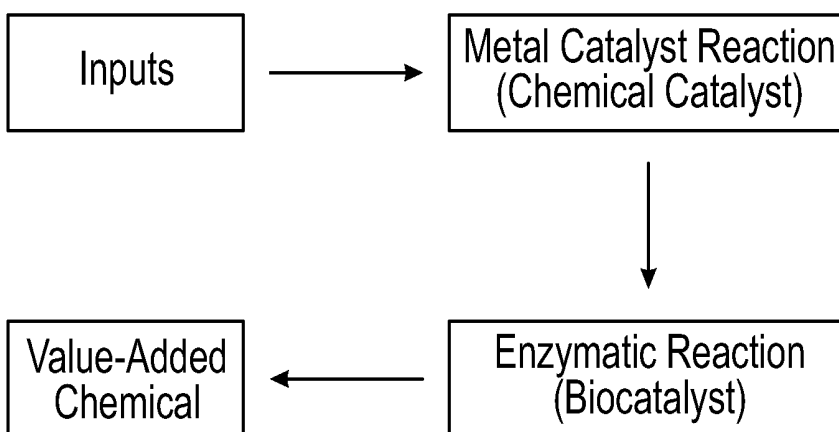 Inputs
Metal Catalyst Reaction
(Chemical Catalyst)
Enzymatic Reaction
(Biocatalyst)
Value-Added
Chemical